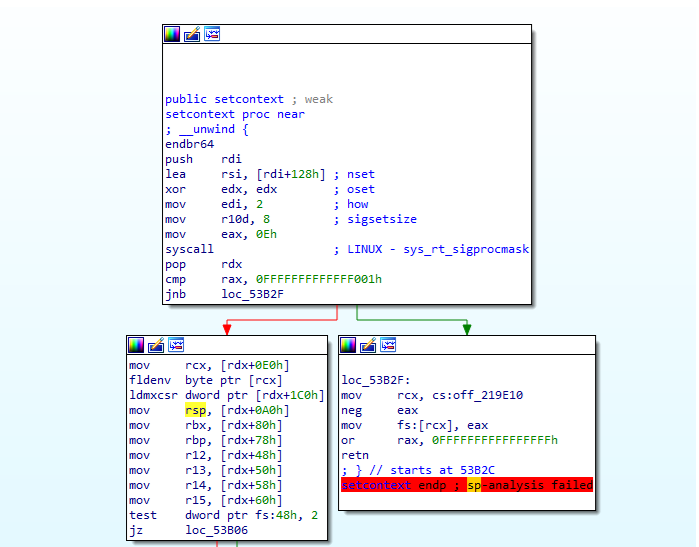 public setcontext ; weak
setcontext proc near
; __unwind {
endbr64
push rdi
lea rsi, [rdi+128h] ; nset
xor edx, edx ; oset
mov edi, 2 ; how
mov r10d, 8 ; sigsetsize
mov eax, 0Eh
syscall ; LINUX - sys_rt_sigprocmask
pop rdx
cmp rax, 0FFFFFFFFFFFFF001h
jnb loc_53B2F
mov rcx, [rdx+0E0h]
fldenv byte ptr [rcx]
ldmxcsr dword ptr [rdx+1C0h]
mov rsp, [rdx+0A0h]
mov rbx, [rdx+80h]
mov rbp, [rdx+78h]
mov r12, [rdx+48h]
mov r13, [rdx+50h]
mov r14, [rdx+58h]
mov r15, [rdx+60h]
test dword ptr fs:48h, 2
jz loc_53B06
loc_53B2F:
mov rcx, cs:off_219E10
neg eax
mov fs:[rcx], eax
or rax, 0FFFFFFFFFFFFFFFFh
retn
; } // starts at 53B2C
setcontext endp ; sp-analysis failed